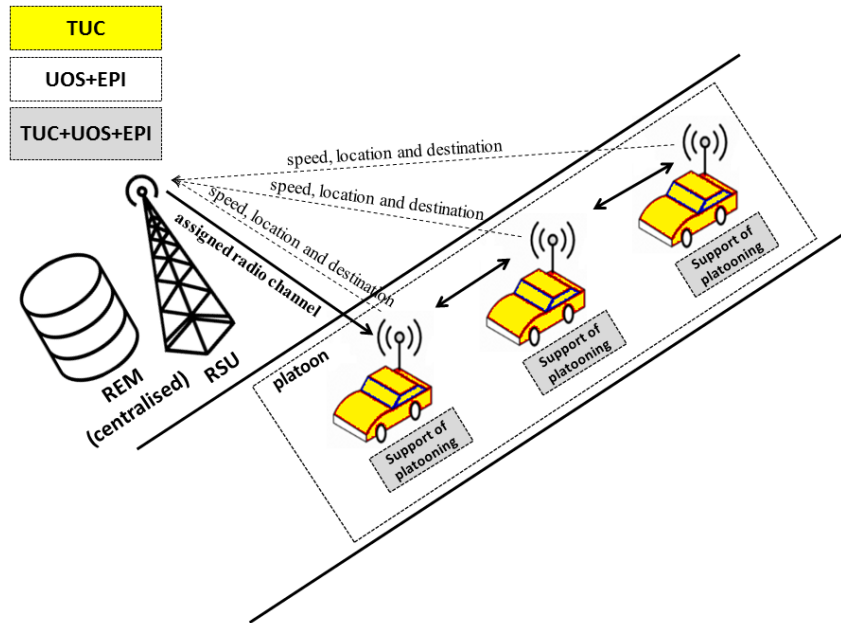 TUC
UOS+EPI
TUC+UOS+EPI
speed, location and destination
speed, location and destination
speed, location and destination
assigned radio channel
REM
(centralised)
RSU
platoon
Support of
platooning
Support of
platooning
Support of
platooning